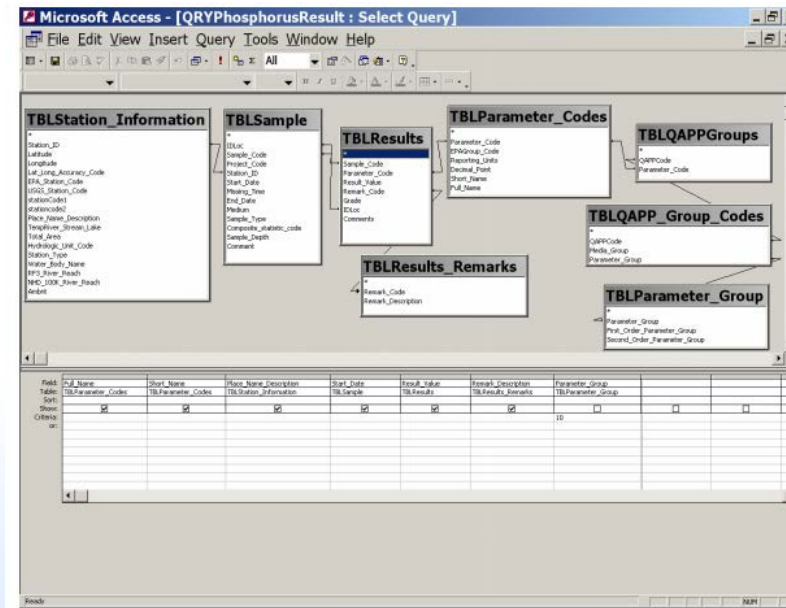 Microsoft Access - [QRYPhosphorusResult : Select Query]
File Edit View Insert Query Tools Window Help
All
TBLStation_Information
*
Station_ID
Latitude
Longitude
Lat_Long_Accuracy_Code
EPA_Station_Code
USGS_Station_Code
stationCode1
stationcode2
Place_Name_Description
TempRiver_Stream_Lake
Total_Area
Hydrologic_Unit_Code
Station_Type
Water_Body_Name
RF3_River_Reach
NHD_100K_River_Reach
Ambnt
TBLSample
*
IDLoc
Sample_Code
Project_Code
Station_ID
Start_Date
Missing_Time
End_Date
Medium
Sample_Type
Composite_statistic_code
Sample_Depth
Comment
TBLResults
*
Sample_Code
Parameter_Code
Result_Value
Remark_Code
Grade
IDLoc
Comments
TBLParameter_Codes
*
Parameter_Code
EPAGroup_Code
Reporting_Units
Decimal_Point
Short_Name
Full_Name
TBLQAPPGroups
*
QAPPCode
Parameter_Code
TBLQAPP_Group_Codes
*
QAPPCode
Media_Group
Parameter_Group
TBLResults_Remarks
*
Remark_Code
Remark_Description
TBLParameter_Group
*
Parameter_Group
First_Order_Parameter_Group
Second_Order_Parameter_Group
Field: Full_Name Short_Name Place_Name_Description Start_Date Result_Value Remark_Description Parameter_Group
Table: TBLParameter_Codes TBLParameter_Codes TBLStation_Information TBLSample TBLResults TBLResults_Remarks TBLParameter_Group
Sort:
Show:
Criteria: 10
or:
Ready NUM